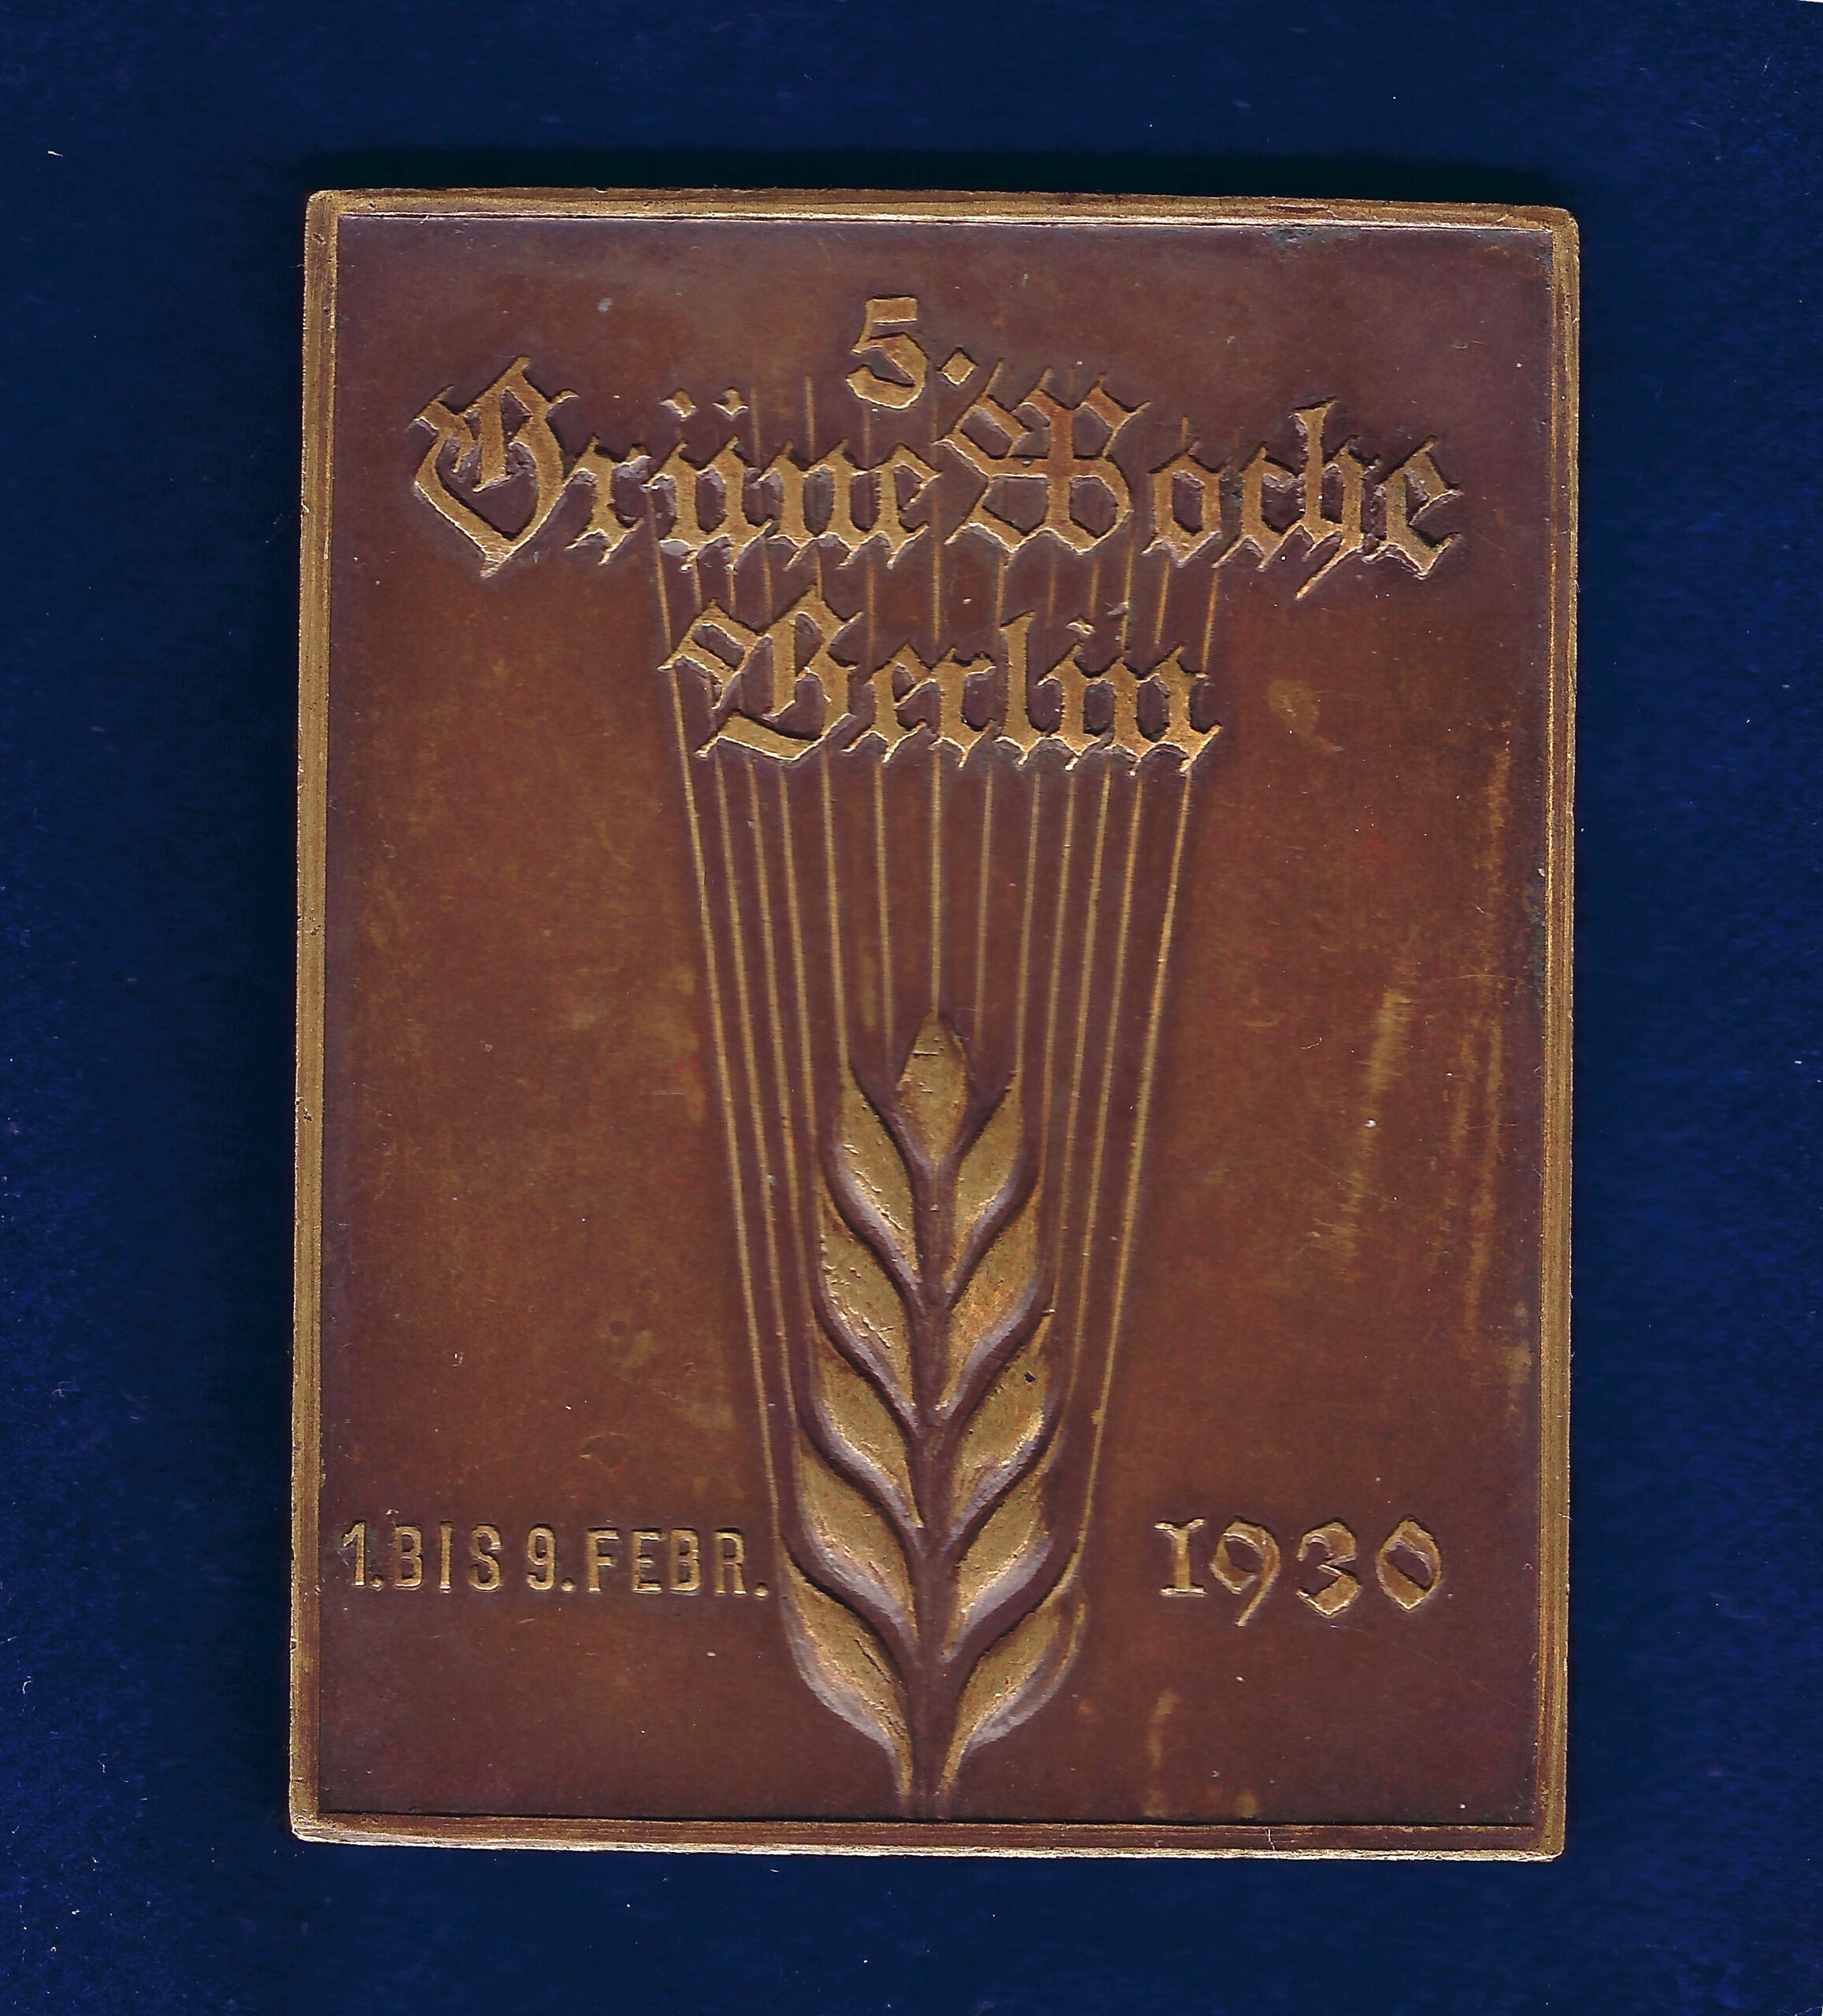 5.
Grüne Woche
Berlin
1. BIS 9. FEBR. 1930